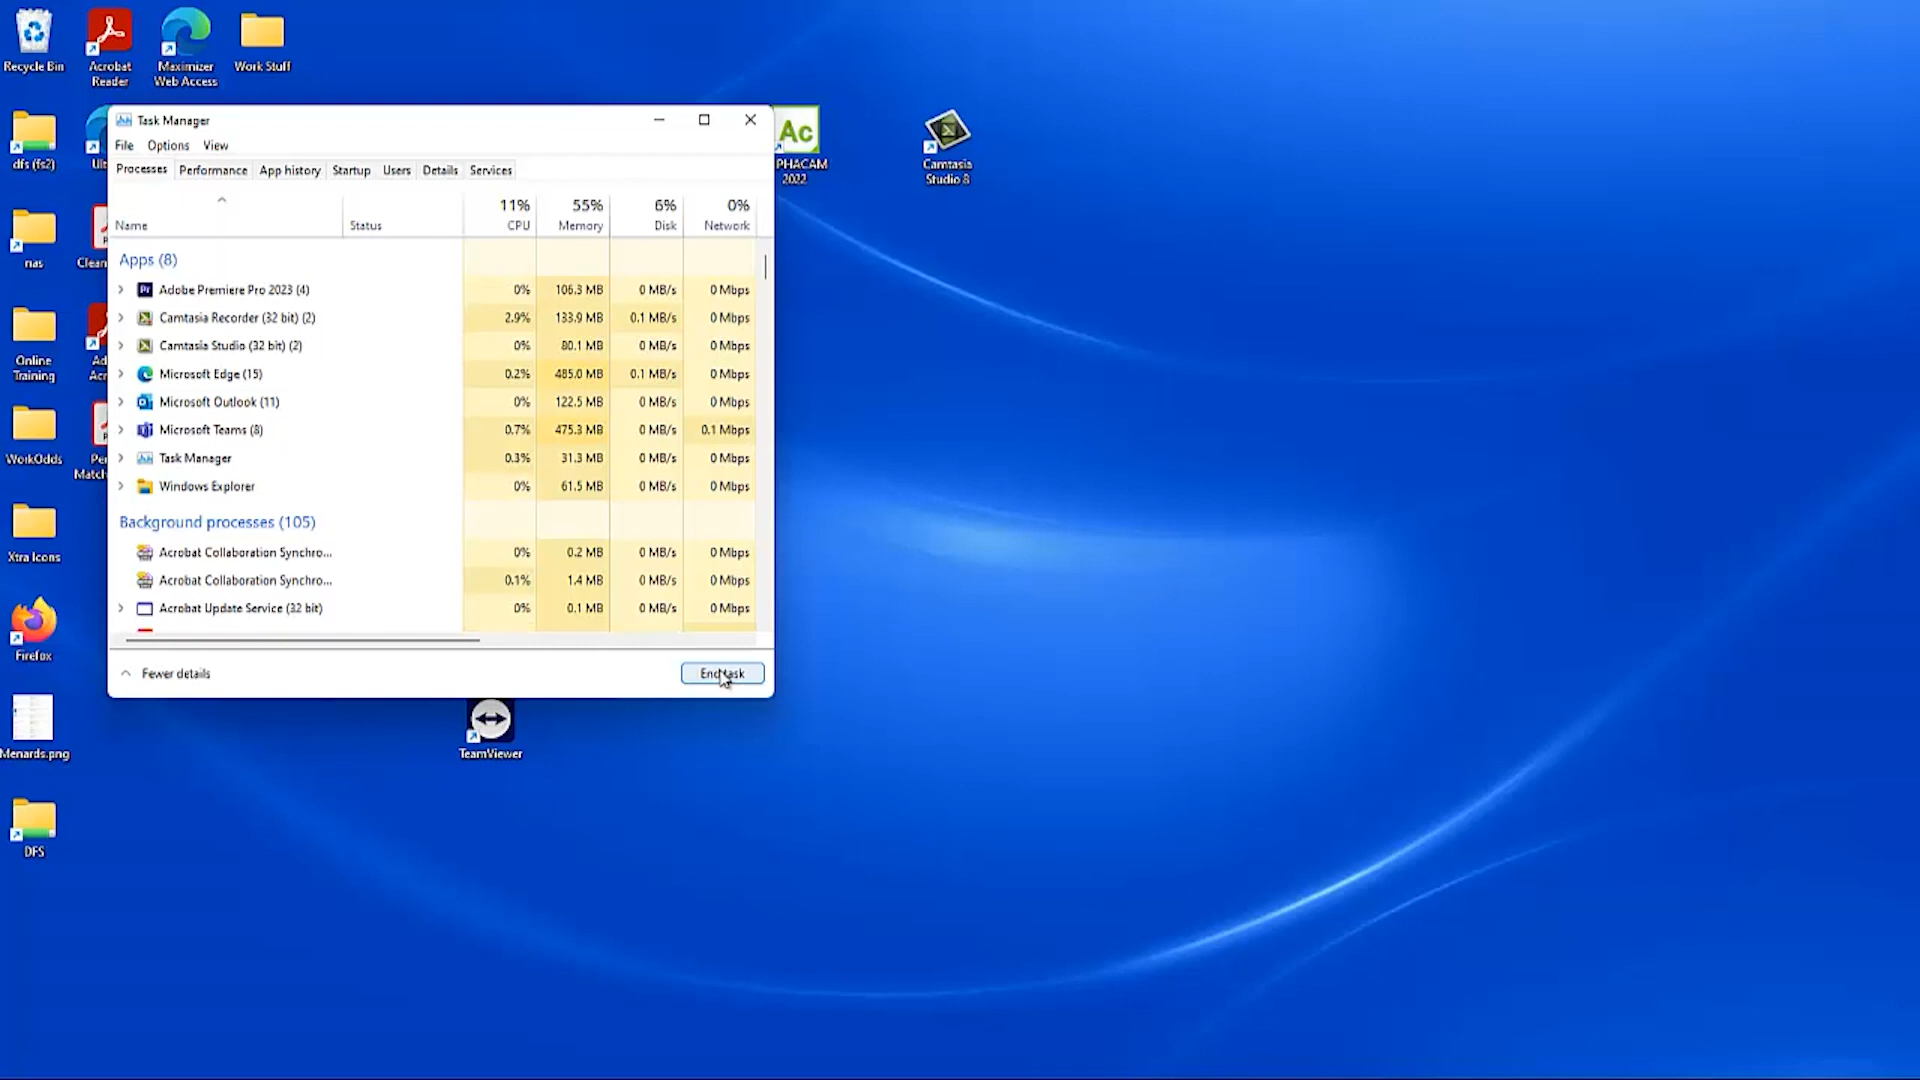 Recycle Bin
Acrobat
Reader
Maximizer
Web Access
Work Stuff
dfs (fs2)
Task Manager
File Options View
Processes Performance App history Startup Users Details Services
11% 55% 6% 0%
Name Status CPU Memory Disk Network
Apps (8)
Adobe Premiere Pro 2023 (4) 0% 106.3 MB 0 MB/s 0 Mbps
Camtasia Recorder (32 bit) (2) 2.9% 133.9 MB 0.1 MB/s 0 Mbps
Camtasia Studio (32 bit) (2) 0% 80.1 MB 0 MB/s 0 Mbps
Microsoft Edge (15) 0.2% 485.0 MB 0.1 MB/s 0 Mbps
Microsoft Outlook (11) 0% 122.5 MB 0 MB/s 0 Mbps
Microsoft Teams (8) 0.7% 475.3 MB 0 MB/s 0.1 Mbps
Task Manager 0.3% 31.3 MB 0 MB/s 0 Mbps
Windows Explorer 0% 61.5 MB 0 MB/s 0 Mbps
Background processes (105)
Acrobat Collaboration Synchro... 0% 0.2 MB 0 MB/s 0 Mbps
Acrobat Collaboration Synchro... 0.1% 1.4 MB 0 MB/s 0 Mbps
Acrobat Update Service (32 bit) 0% 0.1 MB 0 MB/s 0 Mbps
Fewer details End task
Ac
PHACAM
2022
Camtasia
Studio 8
nas
Clean
Online
Training
Ad
Acr
WorkOdds
Per
Match
Xtra Icons
Firefox
Menards.png
TeamViewer
DFS